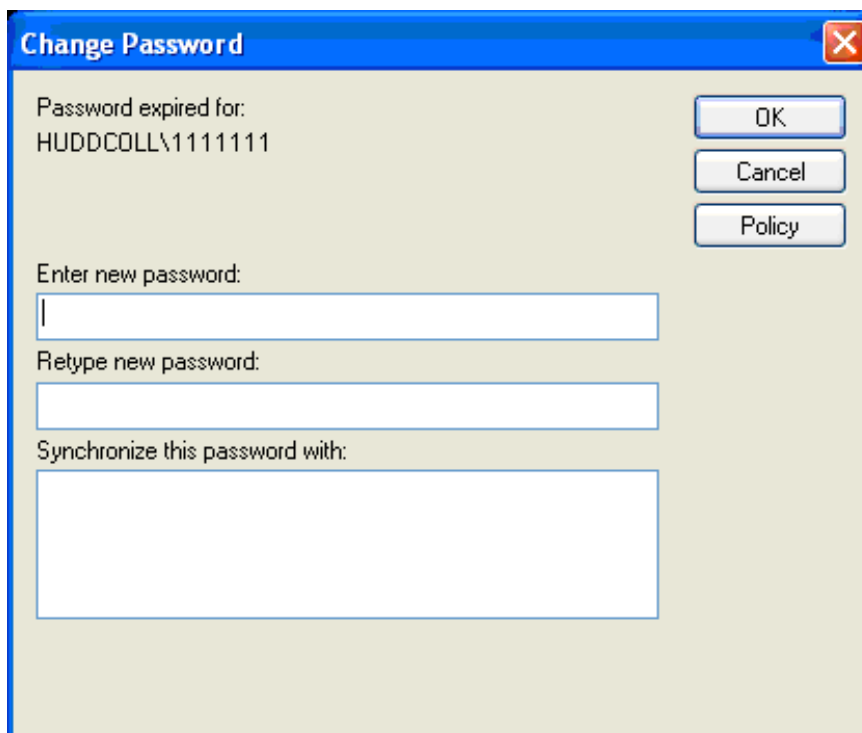 Change Password
Password expired for:
HUDDCOLL\1111111
OK
Cancel
Policy
Enter new password:
Retype new password:
Synchronize this password with: